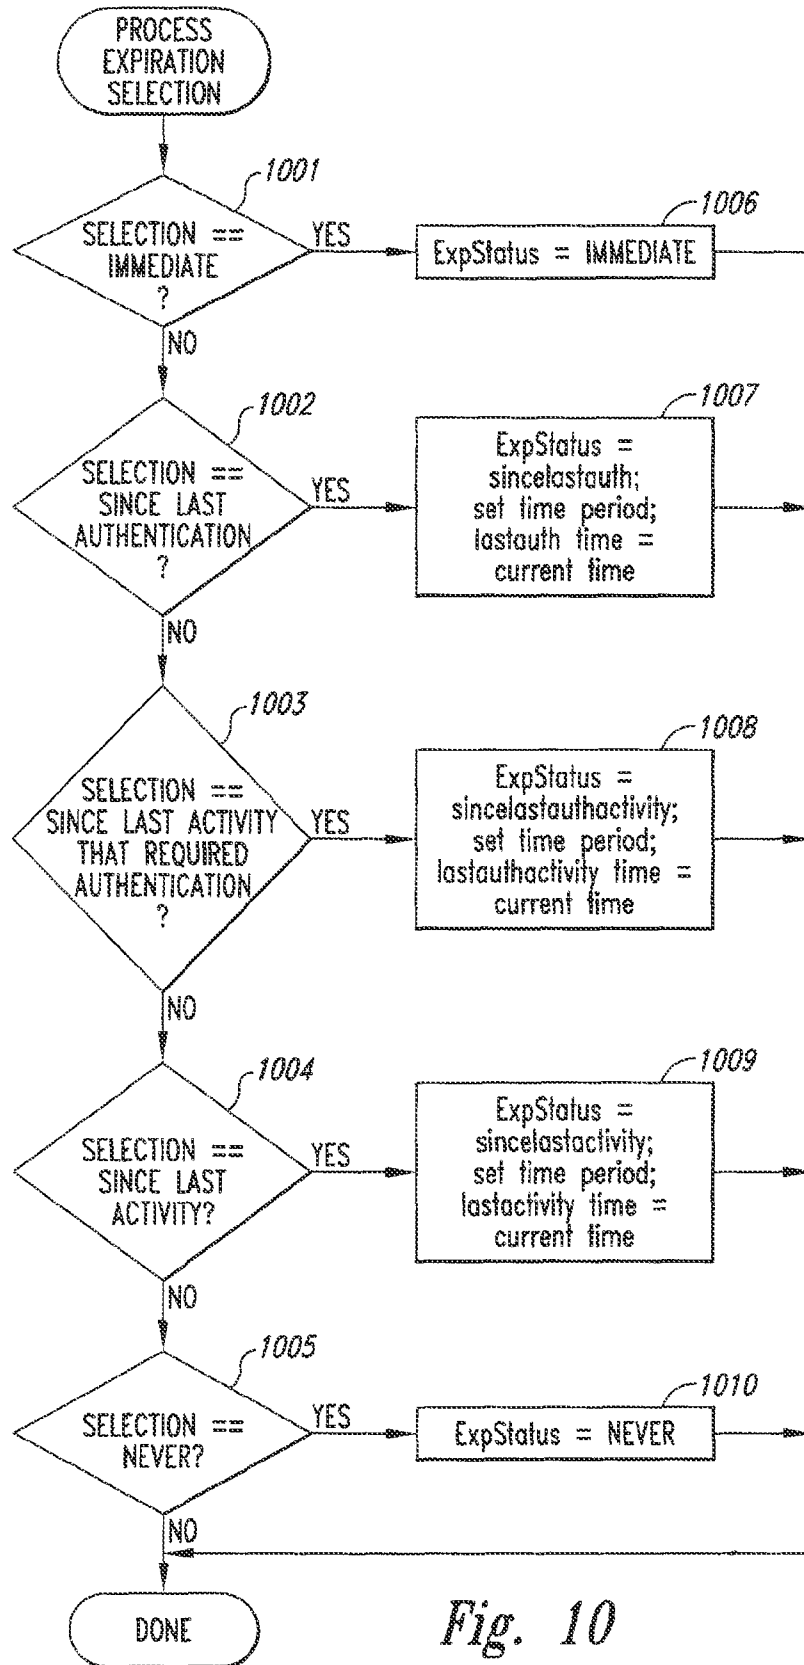 PROCESS
EXPIRATION
SELECTION
1001
SELECTION ==
IMMEDIATE
?
YES
1006
ExpStatus = IMMEDIATE
NO
1002
SELECTION ==
SINCE LAST
AUTHENTICATION
?
YES
1007
ExpStatus =
sincelastauth;
set time period;
lastauth time =
current time
NO
1003
SELECTION ==
SINCE LAST ACTIVITY
THAT REQUIRED
AUTHENTICATION
?
YES
1008
ExpStatus =
sincelastauthactivity;
set time period;
lastauthactivity time =
current time
NO
1004
SELECTION ==
SINCE LAST
ACTIVITY?
YES
1009
ExpStatus =
sincelastactivity;
set time period;
lastactivity time =
current time
NO
1005
SELECTION ==
NEVER?
YES
1010
ExpStatus = NEVER
NO
DONE
Fig. 10